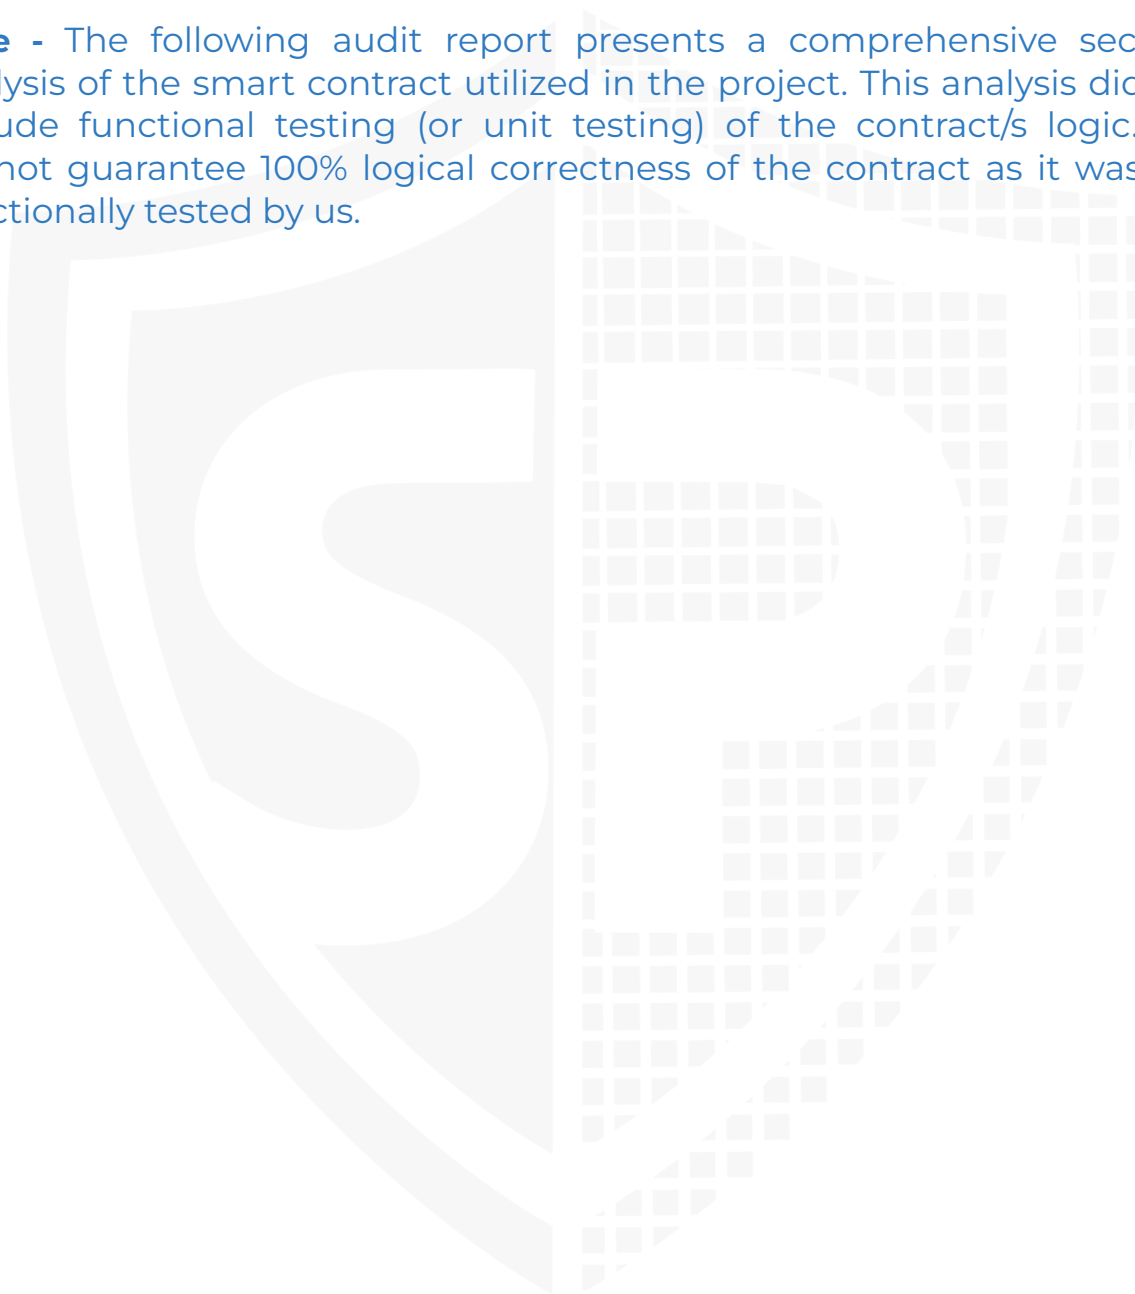 e - The following audit report presents a comprehensive sec
lysis of the smart contract utilized in the project. This analysis did
ude functional testing (or unit testing) of the contract/s logic.
not guarantee 100% logical correctness of the contract as it was
ctionally tested by us.
SP